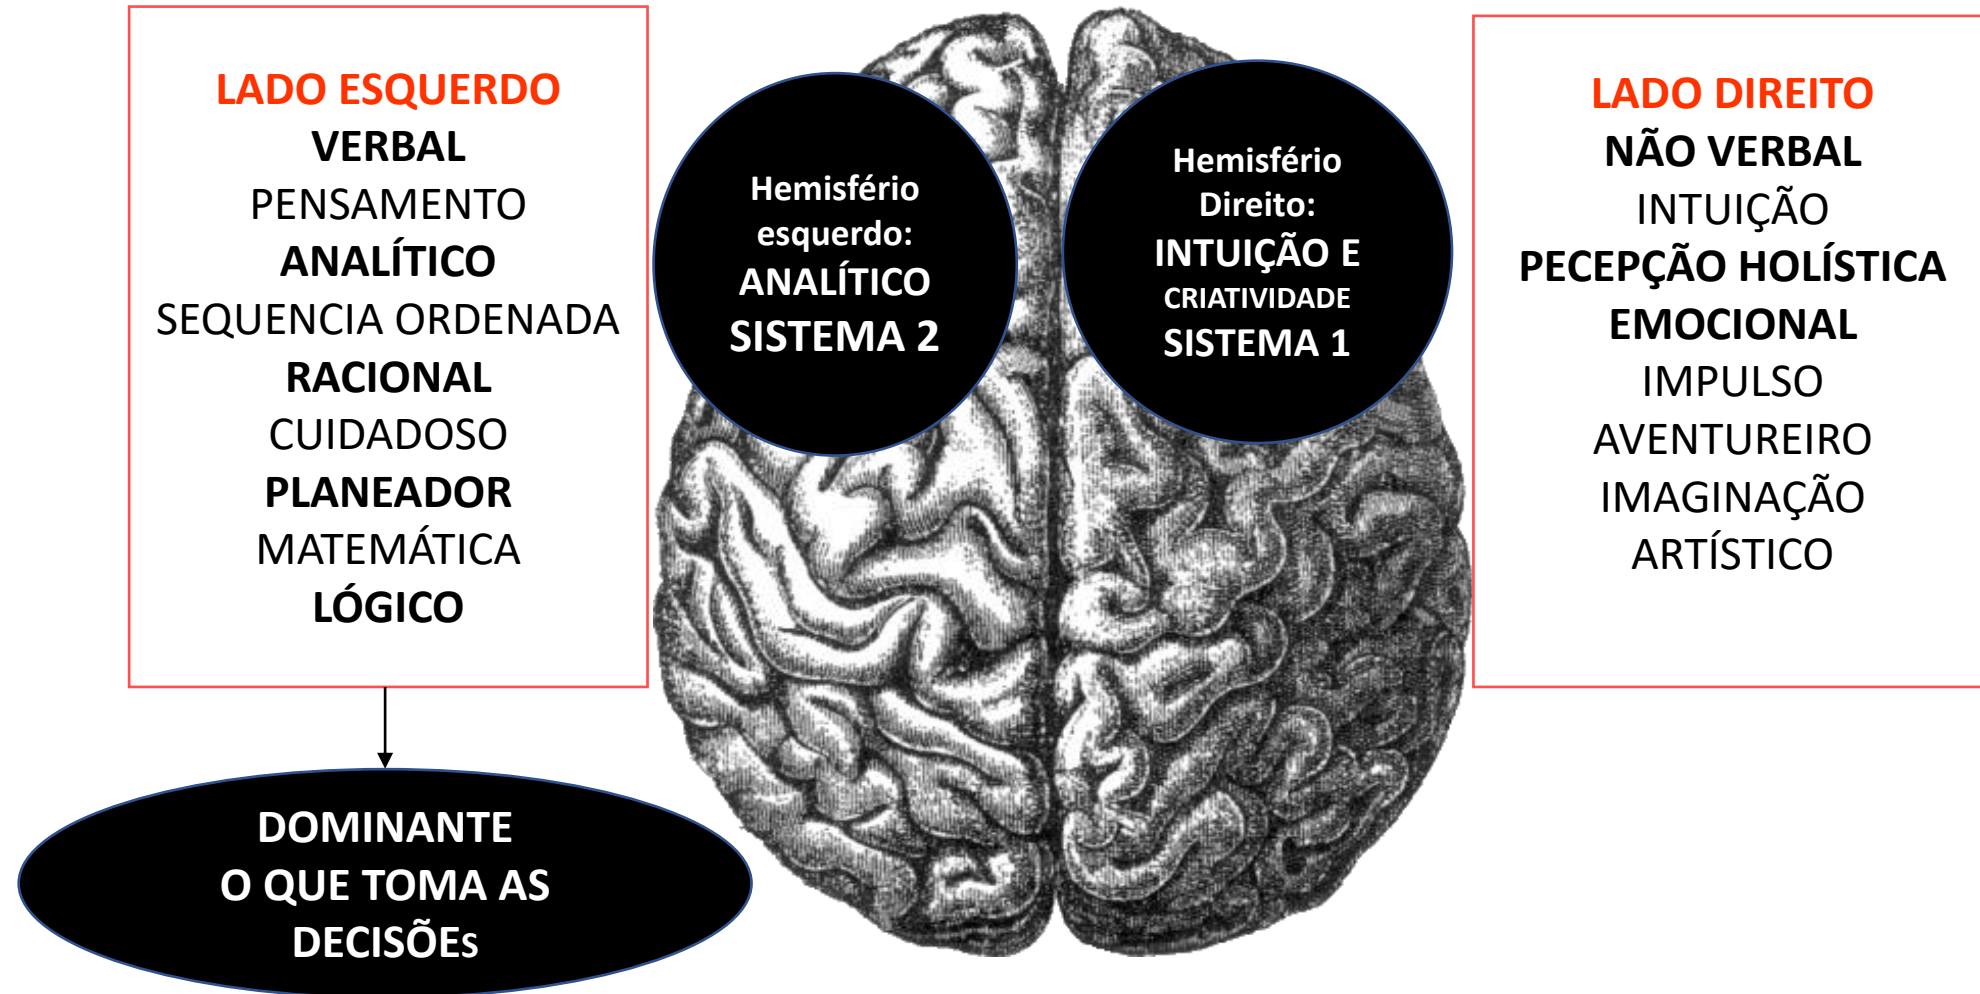 LADO ESQUERDO
VERBAL
PENSAMENTO
ANALÍTICO
SEQUENCIA ORDENADA
RACIONAL
CUIDADOSO
PLANEADOR
MATEMÁTICA
LÓGICO
DOMINANTE
O QUE TOMA AS
DECISÕEs
Hemisfério
esquerdo:
ANALÍTICO
SISTEMA 2
Hemisfério
Direito:
INTUIÇÃO E
CRIATIVIDADE
SISTEMA 1
LADO DIREITO
NÃO VERBAL
INTUIÇÃO
PECEPÇÃO HOLÍSTICA
EMOCIONAL
IMPULSO
AVENTUREIRO
IMAGINAÇÃO
ARTÍSTICO